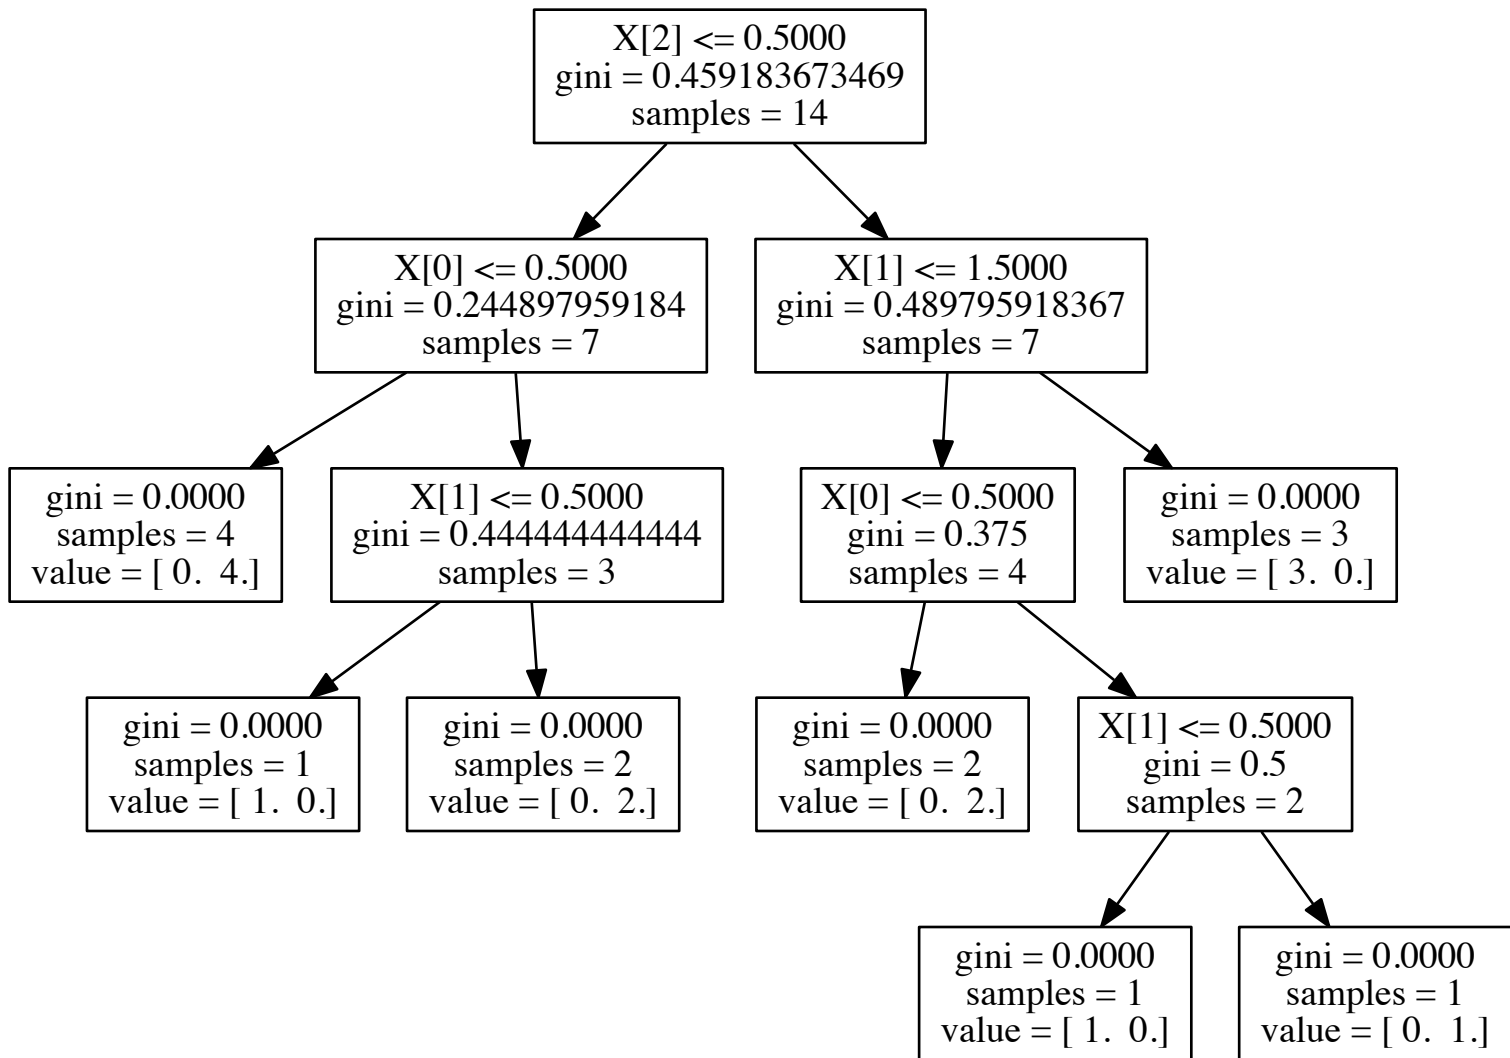 X[2] <= 0.5000
gini = 0.459183673469
samples = 14
X[0] <= 0.5000
gini = 0.244897959184
samples = 7
X[1] <= 1.5000
gini = 0.489795918367
samples = 7
gini = 0.0000
samples = 4
value = [ 0.  4.]
X[1] <= 0.5000
gini = 0.444444444444
samples = 3
X[0] <= 0.5000
gini = 0.375
samples = 4
gini = 0.0000
samples = 3
value = [ 3.  0.]
gini = 0.0000
samples = 1
value = [ 1.  0.]
gini = 0.0000
samples = 2
value = [ 0.  2.]
gini = 0.0000
samples = 2
value = [ 0.  2.]
X[1] <= 0.5000
gini = 0.5
samples = 2
gini = 0.0000
samples = 1
value = [ 1.  0.]
gini = 0.0000
samples = 1
value = [ 0.  1.]